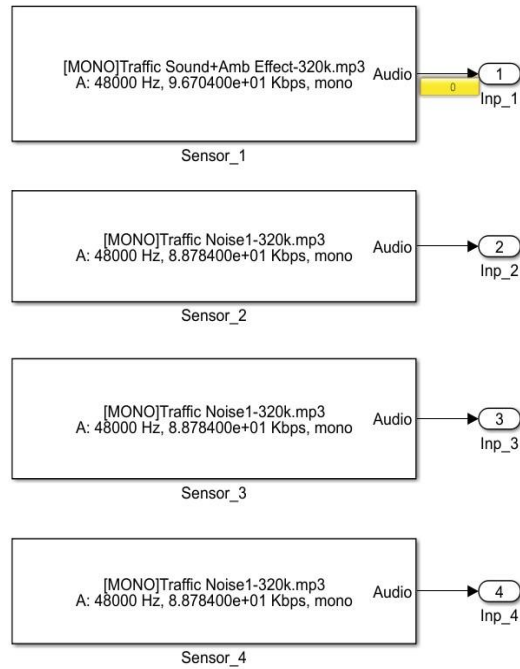 [MONO]Traffic Sound+Amb Effect-320k.mp3
A: 48000 Hz, 9.670400e+01 Kbps, mono
Audio
0
1
Inp_1
Sensor_1
[MONO]Traffic Noise1-320k.mp3
A: 48000 Hz, 8.878400e+01 Kbps, mono
Audio
2
Inp_2
Sensor_2
[MONO]Traffic Noise1-320k.mp3
A: 48000 Hz, 8.878400e+01 Kbps, mono
Audio
3
Inp_3
Sensor_3
[MONO]Traffic Noise1-320k.mp3
A: 48000 Hz, 8.878400e+01 Kbps, mono
Audio
4
Inp_4
Sensor_4